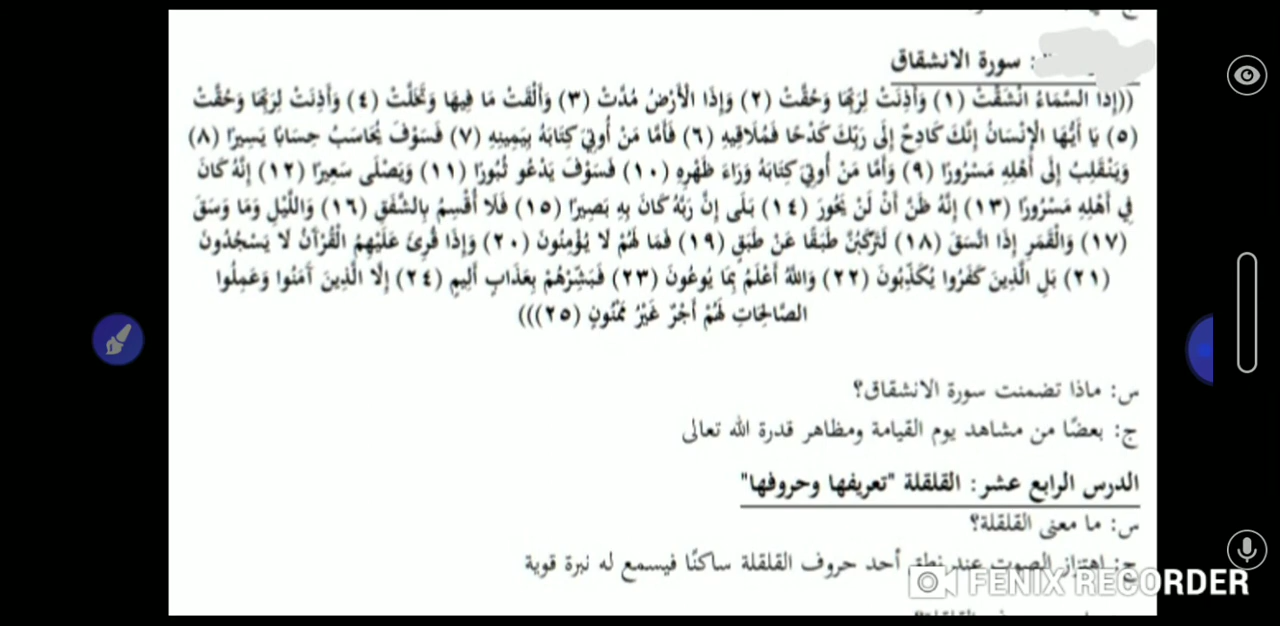 : سورة الانشقاق
((إِذَا السَّمَاءُ انْشَقَّتْ (١) وَأَذِنَتْ لِرَبِّهَا وَحُقَّتْ (٢) وَإِذَا الْأَرْضُ مُدَّتْ (٣) وَأَلْقَتْ مَا فِيهَا وَتَخَلَّتْ (٤) وَأَذِنَتْ لِرَبِّهَا وَحُقَّتْ
(٥) يَا أَيُّهَا الْإِنْسَانُ إِنَّكَ كَادِحٌ إِلَى رَبِّكَ كَدْحًا فَمُلَاقِيهِ (٦) فَأَمَّا مَنْ أُوتِيَ كِتَابَهُ بِيَمِينِهِ (٧) فَسَوْفَ يُحَاسَبُ حِسَابًا يَسِيرًا (٨)
وَيَنْقَلِبُ إِلَى أَهْلِهِ مَسْرُورًا (٩) وَأَمَّا مَنْ أُوتِيَ كِتَابَهُ وَرَاءَ ظَهْرِهِ (١٠) فَسَوْفَ يَدْعُو ثُبُورًا (١١) وَيَصْلَى سَعِيرًا (١٢) إِنَّهُ كَانَ
فِي أَهْلِهِ مَسْرُورًا (١٣) إِنَّهُ ظَنَّ أَنْ لَنْ يَحُورَ (١٤) بَلَى إِنَّ رَبَّهُ كَانَ بِهِ بَصِيرًا (١٥) فَلَا أُقْسِمُ بِالشَّفَقِ (١٦) وَاللَّيْلِ وَمَا وَسَقَ
(١٧) وَالْقَمَرِ إِذَا اتَّسَقَ (١٨) لَتَرْكَبُنَّ طَبَقًا عَنْ طَبَقٍ (١٩) فَمَا لَهُمْ لَا يُؤْمِنُونَ (٢٠) وَإِذَا قُرِئَ عَلَيْهِمُ الْقُرْآنُ لَا يَسْجُدُونَ
(٢١) بَلِ الَّذِينَ كَفَرُوا يُكَذِّبُونَ (٢٢) وَاللَّهُ أَعْلَمُ بِمَا يُوعُونَ (٢٣) فَبَشِّرْهُمْ بِعَذَابٍ أَلِيمٍ (٢٤) إِلَّا الَّذِينَ آمَنُوا وَعَمِلُوا
الصَّالِحَاتِ لَهُمْ أَجْرٌ غَيْرُ مَمْنُونٍ (٢٥)))
س: ماذا تضمنت سورة الانشقاق؟
ج: بعضًا من مشاهد يوم القيامة ومظاهر قدرة الله تعالى
الدرس الرابع عشر: القلقلة "تعريفها وحروفها"
س: ما معنى القلقلة؟
ج: اهتزاز الصوت عند نطق أحد حروف القلقلة ساكنًا فيسمع له نبرة قوية
FENIX RECORDER